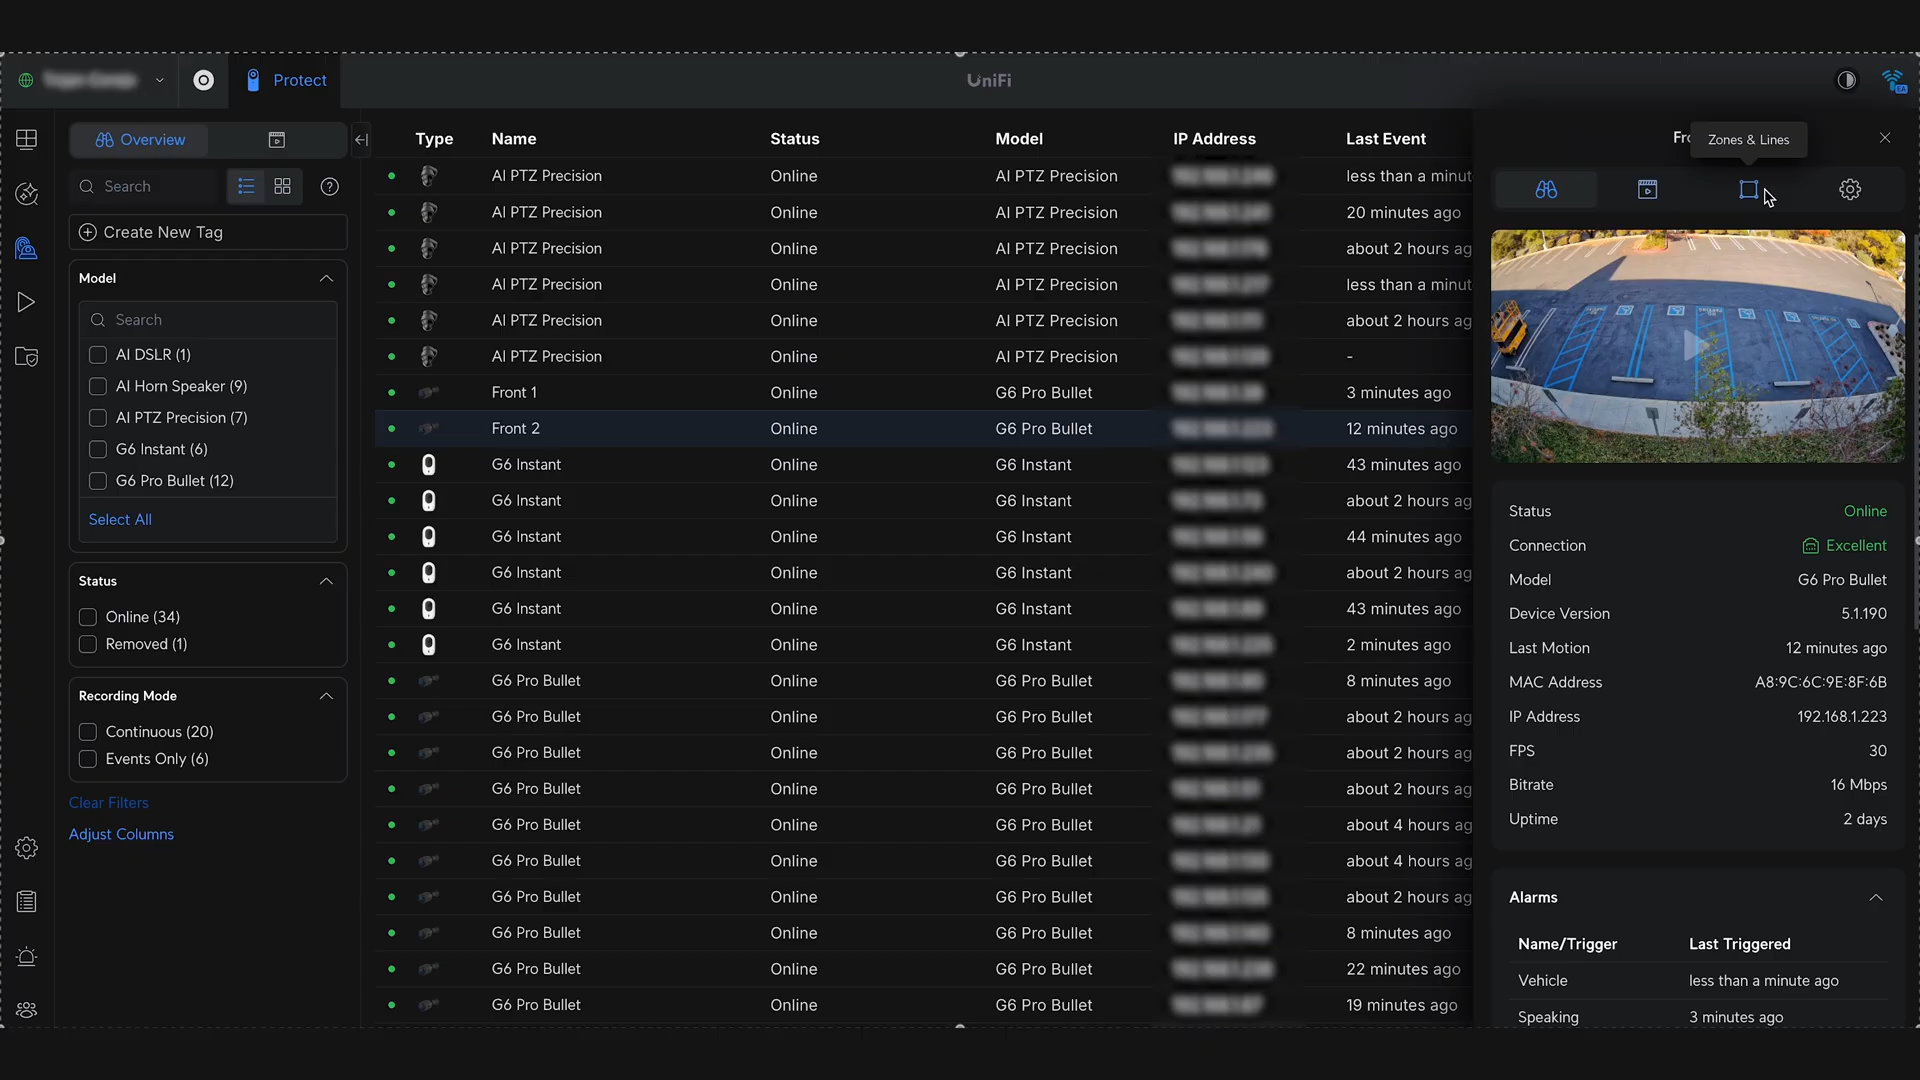 Protect
UniFi
EA
Overview
Search
Create New Tag
Model
Search
AI DSLR (1)
AI Horn Speaker (9)
AI PTZ Precision (7)
G6 Instant (6)
G6 Pro Bullet (12)
Select All
Status
Online (34)
Removed (1)
Recording Mode
Continuous (20)
Events Only (6)
Clear Filters
Adjust Columns
Type Name Status Model IP Address Last Event
AI PTZ Precision Online AI PTZ Precision less than a minut
AI PTZ Precision Online AI PTZ Precision 20 minutes ago
AI PTZ Precision Online AI PTZ Precision about 2 hours ag
AI PTZ Precision Online AI PTZ Precision less than a minut
AI PTZ Precision Online AI PTZ Precision about 2 hours ag
AI PTZ Precision Online AI PTZ Precision -
Front 1 Online G6 Pro Bullet 3 minutes ago
Front 2 Online G6 Pro Bullet 12 minutes ago
G6 Instant Online G6 Instant 43 minutes ago
G6 Instant Online G6 Instant about 2 hours ag
G6 Instant Online G6 Instant 44 minutes ago
G6 Instant Online G6 Instant about 2 hours ag
G6 Instant Online G6 Instant 43 minutes ago
G6 Instant Online G6 Instant 2 minutes ago
G6 Pro Bullet Online G6 Pro Bullet 8 minutes ago
G6 Pro Bullet Online G6 Pro Bullet about 2 hours ag
G6 Pro Bullet Online G6 Pro Bullet about 2 hours ag
G6 Pro Bullet Online G6 Pro Bullet about 2 hours ag
G6 Pro Bullet Online G6 Pro Bullet about 4 hours ag
G6 Pro Bullet Online G6 Pro Bullet about 4 hours ag
G6 Pro Bullet Online G6 Pro Bullet about 2 hours ag
G6 Pro Bullet Online G6 Pro Bullet 8 minutes ago
G6 Pro Bullet Online G6 Pro Bullet 22 minutes ago
G6 Pro Bullet Online G6 Pro Bullet 19 minutes ago
Fro
Zones & Lines
Status Online
Connection Excellent
Model G6 Pro Bullet
Device Version 5.1.190
Last Motion 12 minutes ago
MAC Address A8:9C:6C:9E:8F:6B
IP Address 192.168.1.223
FPS 30
Bitrate 16 Mbps
Uptime 2 days
Alarms
Name/Trigger Last Triggered
Vehicle less than a minute ago
Speaking 3 minutes ago